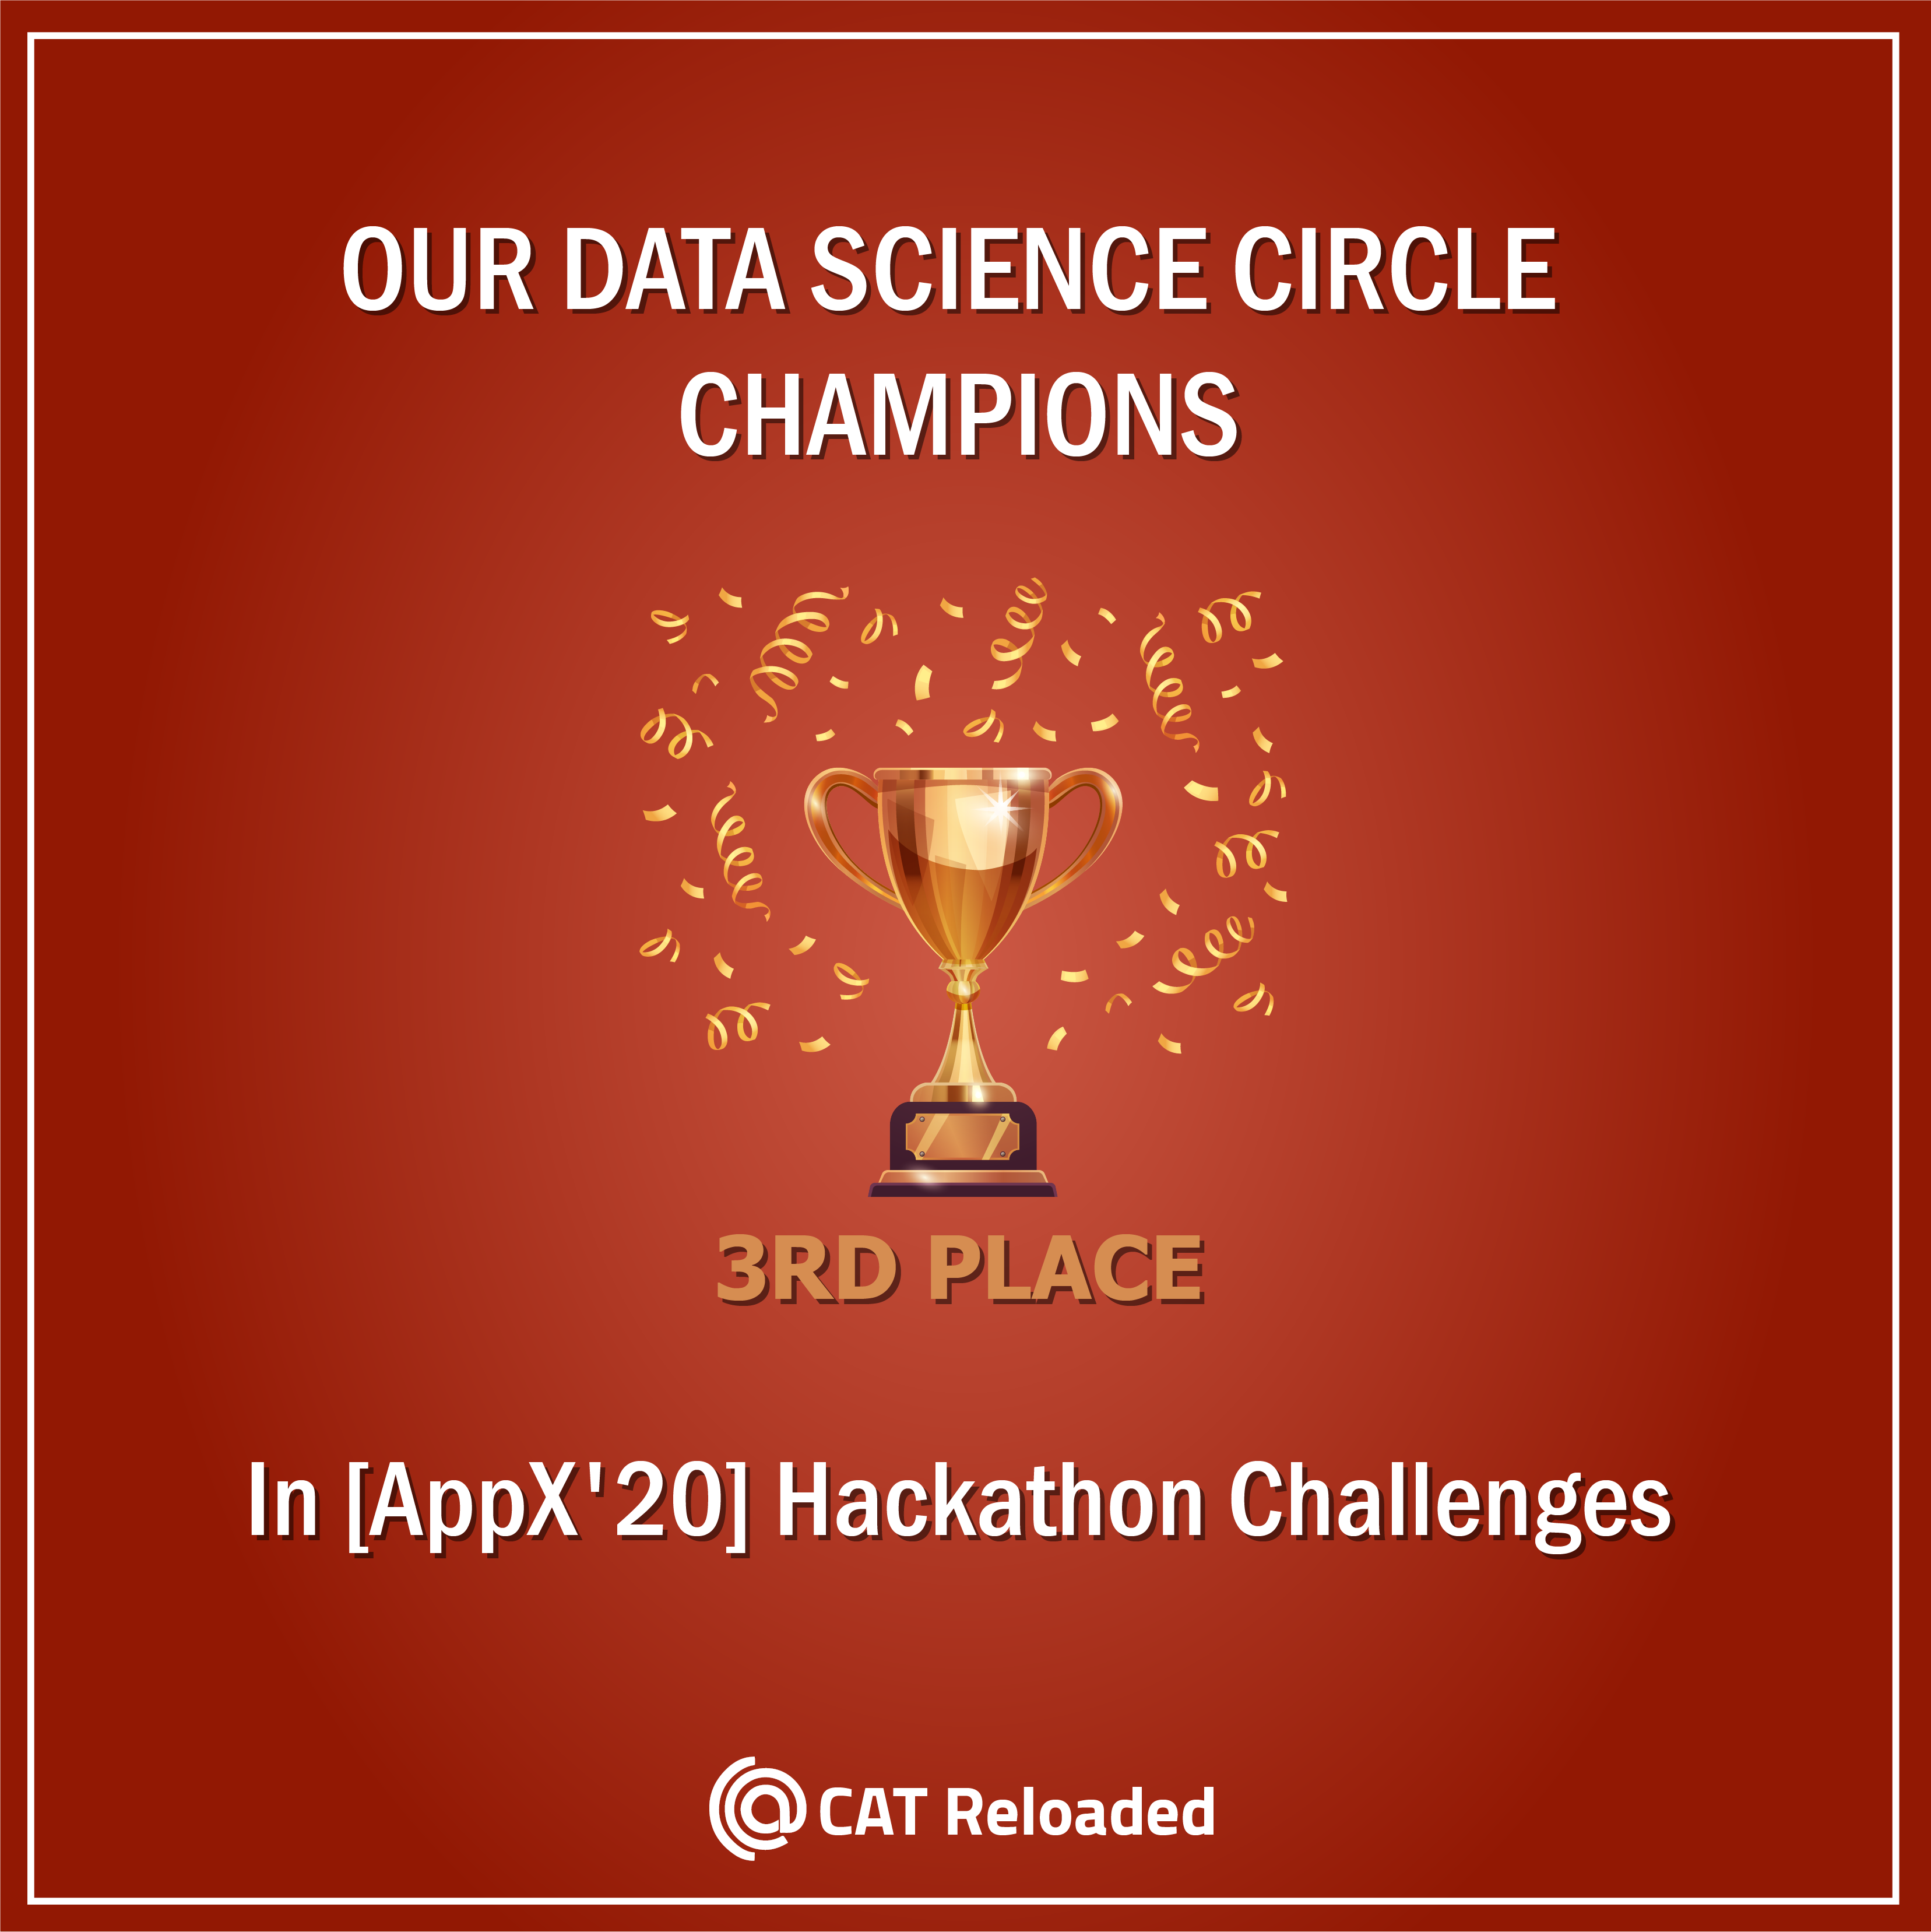 OUR DATA SCIENCE CIRCLE
CHAMPIONS
3RD PLACE
In [AppX'20] Hackathon Challenges
CAT Reloaded